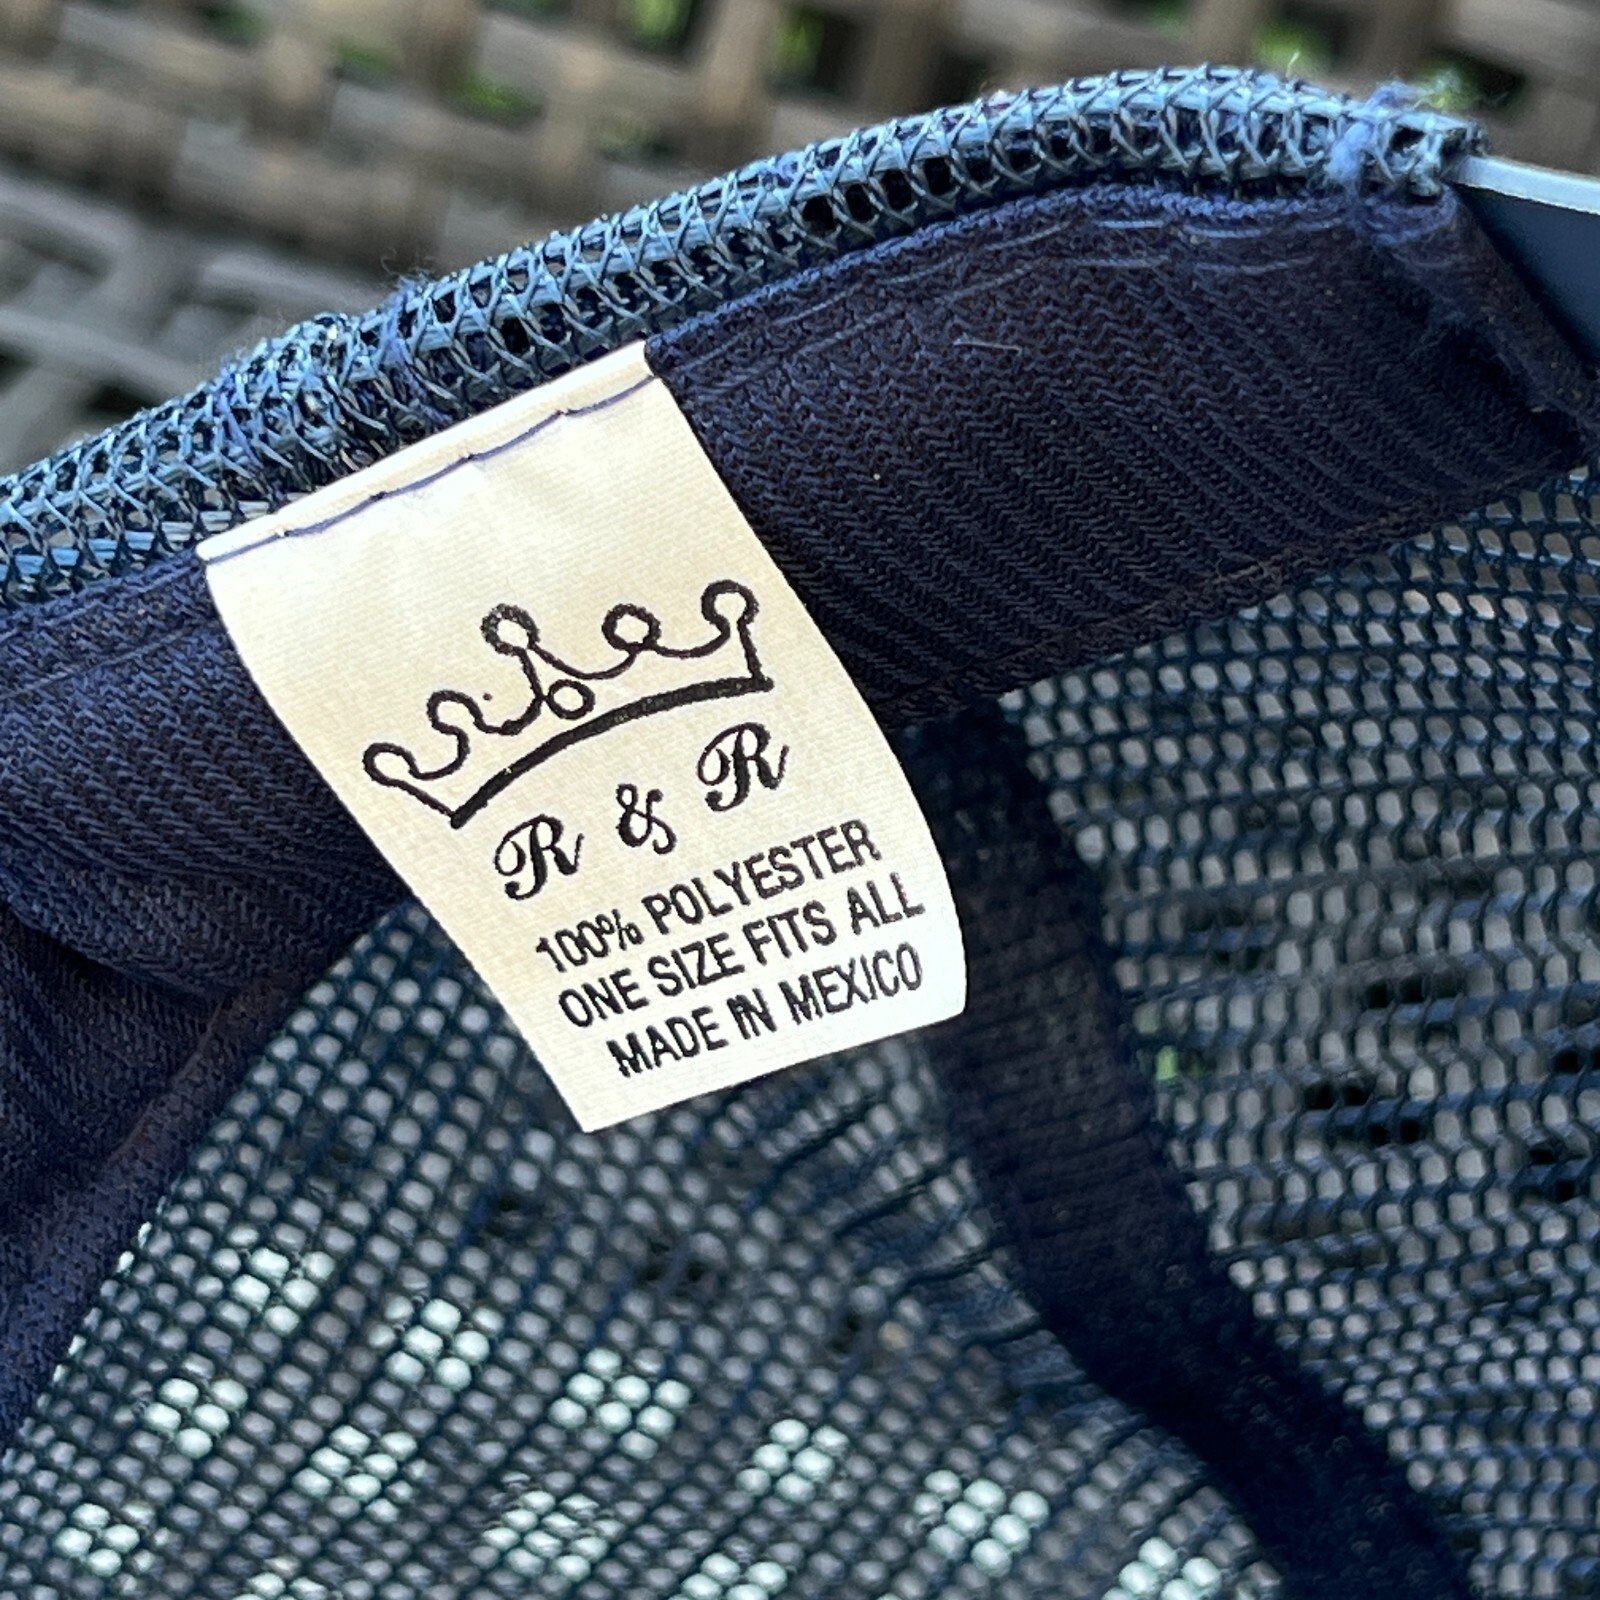 R & R
100% POLYESTER
ONE SIZE FITS ALL
MADE IN MEXICO